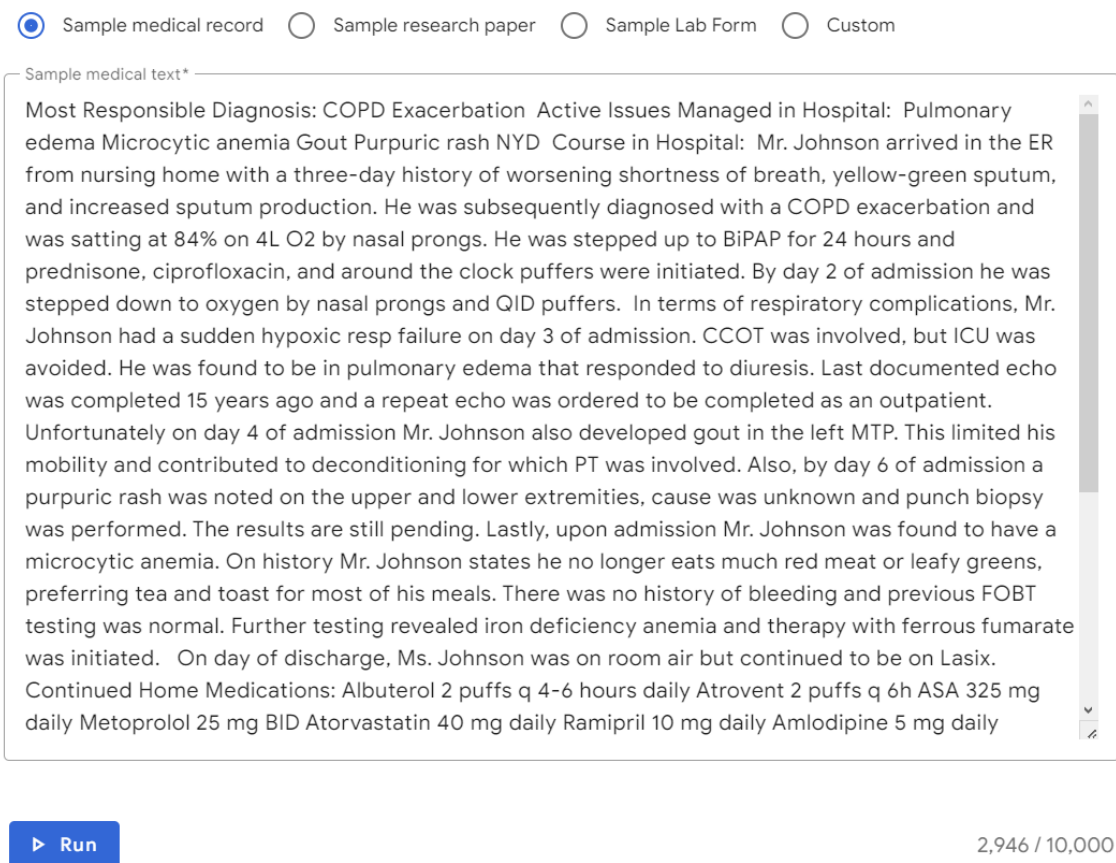 Sample medical record Sample research paper Sample Lab Form Custom
Sample medical text*
Most Responsible Diagnosis: COPD Exacerbation  Active Issues Managed in Hospital:  Pulmonary
edema Microcytic anemia Gout Purpuric rash NYD  Course in Hospital:  Mr. Johnson arrived in the ER
from nursing home with a three-day history of worsening shortness of breath, yellow-green sputum,
and increased sputum production. He was subsequently diagnosed with a COPD exacerbation and
was satting at 84% on 4L O2 by nasal prongs. He was stepped up to BiPAP for 24 hours and
prednisone, ciprofloxacin, and around the clock puffers were initiated. By day 2 of admission he was
stepped down to oxygen by nasal prongs and QID puffers.  In terms of respiratory complications, Mr.
Johnson had a sudden hypoxic resp failure on day 3 of admission. CCOT was involved, but ICU was
avoided. He was found to be in pulmonary edema that responded to diuresis. Last documented echo
was completed 15 years ago and a repeat echo was ordered to be completed as an outpatient.
Unfortunately on day 4 of admission Mr. Johnson also developed gout in the left MTP. This limited his
mobility and contributed to deconditioning for which PT was involved. Also, by day 6 of admission a
purpuric rash was noted on the upper and lower extremities, cause was unknown and punch biopsy
was performed. The results are still pending. Lastly, upon admission Mr. Johnson was found to have a
microcytic anemia. On history Mr. Johnson states he no longer eats much red meat or leafy greens,
preferring tea and toast for most of his meals. There was no history of bleeding and previous FOBT
testing was normal. Further testing revealed iron deficiency anemia and therapy with ferrous fumarate
was initiated.   On day of discharge, Ms. Johnson was on room air but continued to be on Lasix.
Continued Home Medications: Albuterol 2 puffs q 4-6 hours daily Atrovent 2 puffs q 6h ASA 325 mg
daily Metoprolol 25 mg BID Atorvastatin 40 mg daily Ramipril 10 mg daily Amlodipine 5 mg daily
Run 2,946 / 10,000